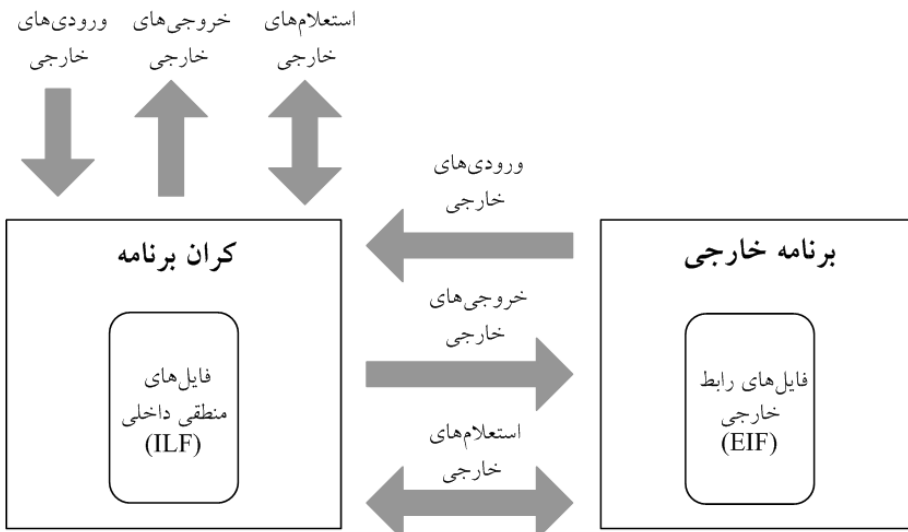 ورودی‌های
خارجی
خروجی‌های
خارجی
استعلام‌های
خارجی
ورودی‌های
خارجی
کران برنامه
برنامه خارجی
خروجی‌های
خارجی
فایل‌های
منطقی داخلی
(ILF)
فایل‌های رابط
خارجی
(EIF)
استعلام‌های
خارجی